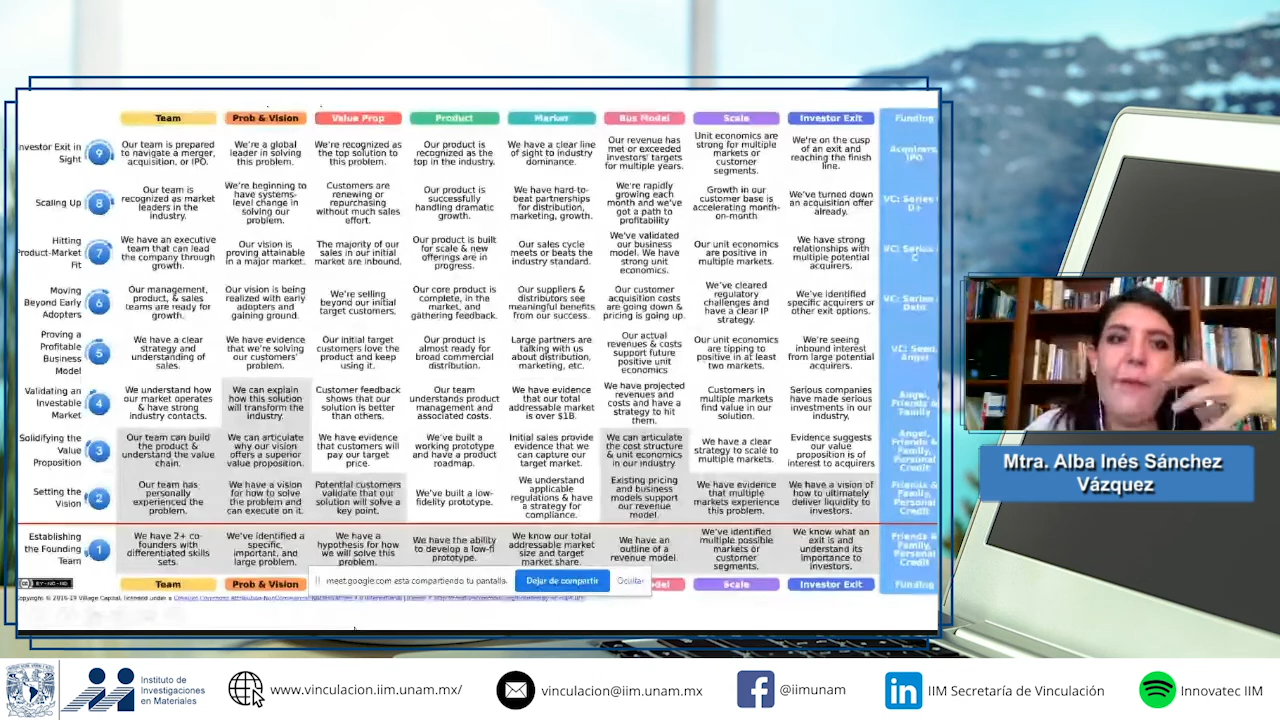 Team Prob & Vision Value Prop Product Market Bus Model Scale Investor Exit Funding
nvestor Exit in
Sight
9
Our team is prepared
to navigate a merger,
acquisition, or IPO.
We're a global
leader in solving
this problem.
We're recognized as
the top solution to
this problem.
Our product is
recognized as the
top in the industry.
We have a clear line
of sight to industry
dominance.
Our revenue has
met or exceeded
investors' targets
for multiple years.
Unit economics are
strong for multiple
markets or
customer
segments.
We're on the cusp
of an exit and
reaching the finish
line.
Acquirers,
IPO
Scaling Up
8
Our team is
recognized as market
leaders in the
industry.
We're beginning to
have systems-
level change in
solving our
problem.
Customers are
renewing or
repurchasing
without much sales
effort.
Our product is
successfully
handling dramatic
growth.
We have hard-to-
beat partnerships
for distribution,
marketing, growth.
We're rapidly
growing each
month and we've
got a path to
profitability
Growth in our
customer base is
accelerating month-
on-month
We've turned down
an acquisition offer
already.
VC: Series
D+
Hitting
Product-Market
Fit
7
We have an executive
team that can lead
the company through
growth.
Our vision is
proving attainable
in a major market.
The majority of our
sales in our initial
market are inbound.
Our product is built
for scale & new
offerings are in
progress.
Our sales cycle
meets or beats the
industry standard.
We've validated
our business
model. We have
strong unit
economics.
Our unit economics
are positive in
multiple markets.
We have strong
relationships with
multiple potential
acquirers.
VC: Series
C
Moving
Beyond Early
Adopters
6
Our management,
product, & sales
teams are ready for
growth.
Our vision is being
realized with early
adopters and
gaining ground.
We're selling
beyond our initial
target customers.
Our core product is
complete, in the
market, and
gathering feedback.
Our suppliers &
distributors see
meaningful benefits
from our success.
Our customer
acquisition costs
are going down &
pricing is going up.
We've cleared
regulatory
challenges and
have a clear IP
strategy.
We've identified
specific acquirors or
other exit options.
VC: Series
Proving a
Profitable
Business
Model
5
We have a clear
strategy and
understanding of
sales.
We have evidence
that we're solving
our customers'
problem.
Our initial target
customers love the
product and keep
using it.
Our product is
almost ready for
broad commercial
distribution.
Large partners are
talking with us
about distribution,
marketing, etc.
Our actual
revenues & costs
support future
positive unit
economics
Our unit economics
are tipping to
positive in at least
two markets.
We're seeing
inbound interest
from large potential
acquirers.
VC: Seed,
Angel
Validating an
Investable
Market
4
We understand how
our market operates
& have strong
industry contacts.
We can explain
how this solution
will transform the
industry.
Customer feedback
shows that our
solution is better
than others.
Our team
understands product
management and
associated costs.
We have evidence
that our total
addressable market
is over $1B.
We have projected
revenues and
costs and have a
strategy to hit
them.
Customers in
multiple markets
find value in our
solution.
Serious companies
have made serious
investments in our
industry.
Angel,
Friends &
Family
Solidifying the
Value
Proposition
3
Our team can build
the product &
understand the value
chain.
We can articulate
why our vision
offers a superior
value proposition.
We have evidence
that customers will
pay our target
price.
We've built a
working prototype
and have a product
roadmap.
Initial sales provide
evidence that we
can capture our
target market.
We can articulate
the cost structure
& unit economics
in our industry
We have a clear
strategy to scale to
multiple markets.
Evidence suggests
our value
proposition is of
interest to acquirers
Angel,
Friends &
Family,
Personal
Credit
Setting the
Vision
2
Our team has
personally
experienced the
problem.
We have a vision
for how to solve
the problem and
can execute on it.
Potential customers
validate that our
solution will solve a
key point.
We've built a low-
fidelity prototype.
We understand
applicable
regulations & have
a strategy for
compliance.
Existing pricing
and business
models support
our revenue
model.
We have evidence
that multiple
markets experience
this problem.
We have a vision of
how to ultimately
deliver liquidity to
investors.
Friends &
Family,
Personal
Credit
Establishing
the Founding
Team
1
We have 2+ co-
founders with
differentiated skills
sets.
We've identified a
specific,
important, and
large problem.
We have a
hypothesis for how
we will solve this
problem.
We have the ability
to develop a low-fi
prototype.
We know our total
addressable market
size and target
market share.
We have an
outline of a
revenue model.
We've identified
multiple possible
markets or
customer
segments.
We know what an
exit is and
understand its
importance to
investors.
Friends &
Family,
Personal
Credit
Team Prob & Vision del Scale Investor Exit Funding
meet.google.com está compartiendo tu pantalla. Dejar de compartir Ocultar
cc BY-NC-ND
opyright © 2016-19 Village Capital, licensed under a
Mtra. Alba Inés Sánchez
Vázquez
Instituto de
Investigaciones
en Materiales
www.vinculacion.iim.unam.mx/
vinculacion@iim.unam.mx
@iimunam
IIM Secretaría de Vinculación
Innovatec IIM